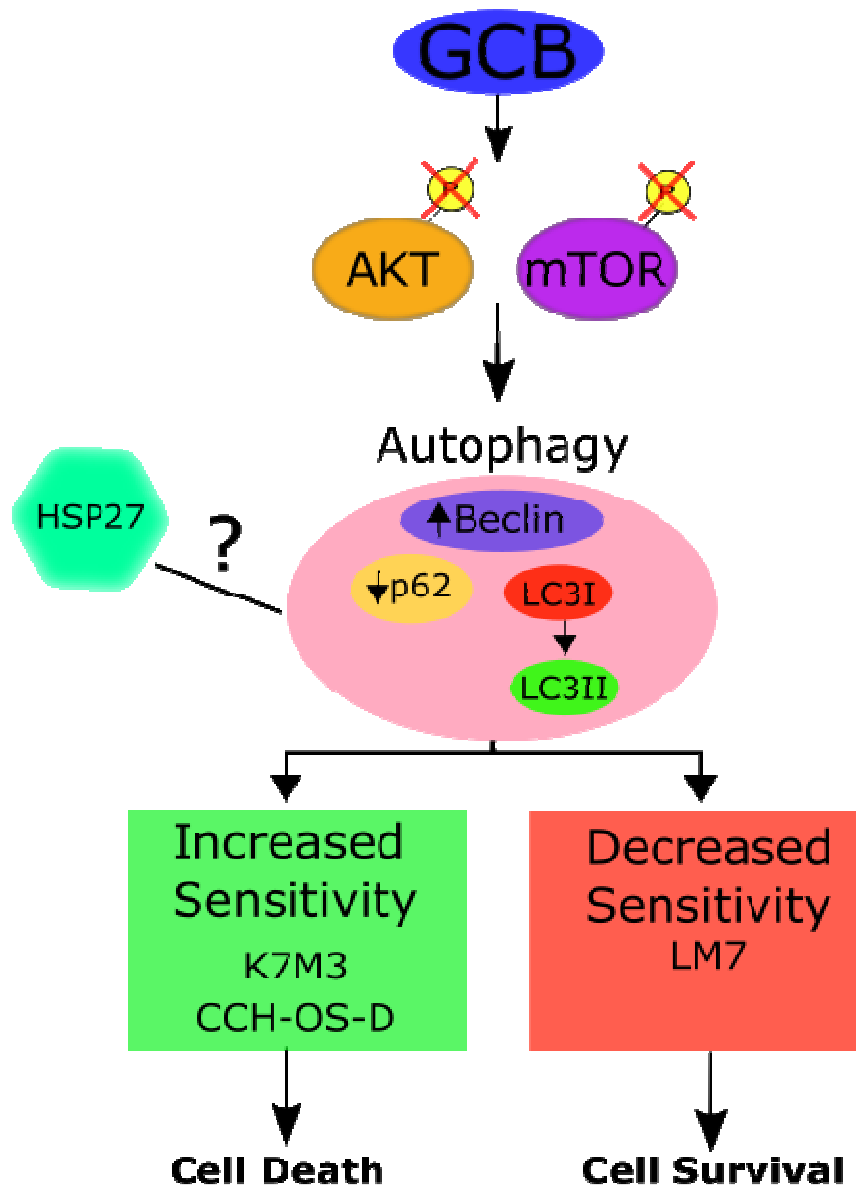 GCB
P
P
AKT
mTOR
Autophagy
HSP27
?
Beclin
p62
LC3I
LC3II
Increased
Sensitivity
K7M3
CCH-OS-D
Decreased
Sensitivity
LM7
Cell Death
Cell Survival